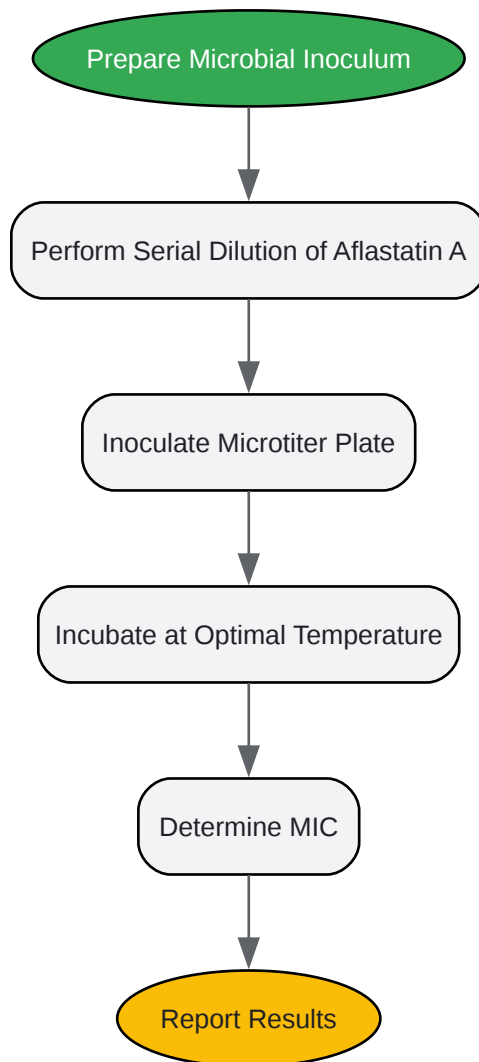 Prepare Microbial Inoculum
Perform Serial Dilution of Aflastatin A
Inoculate Microtiter Plate
Incubate at Optimal Temperature
Determine MIC
Report Results